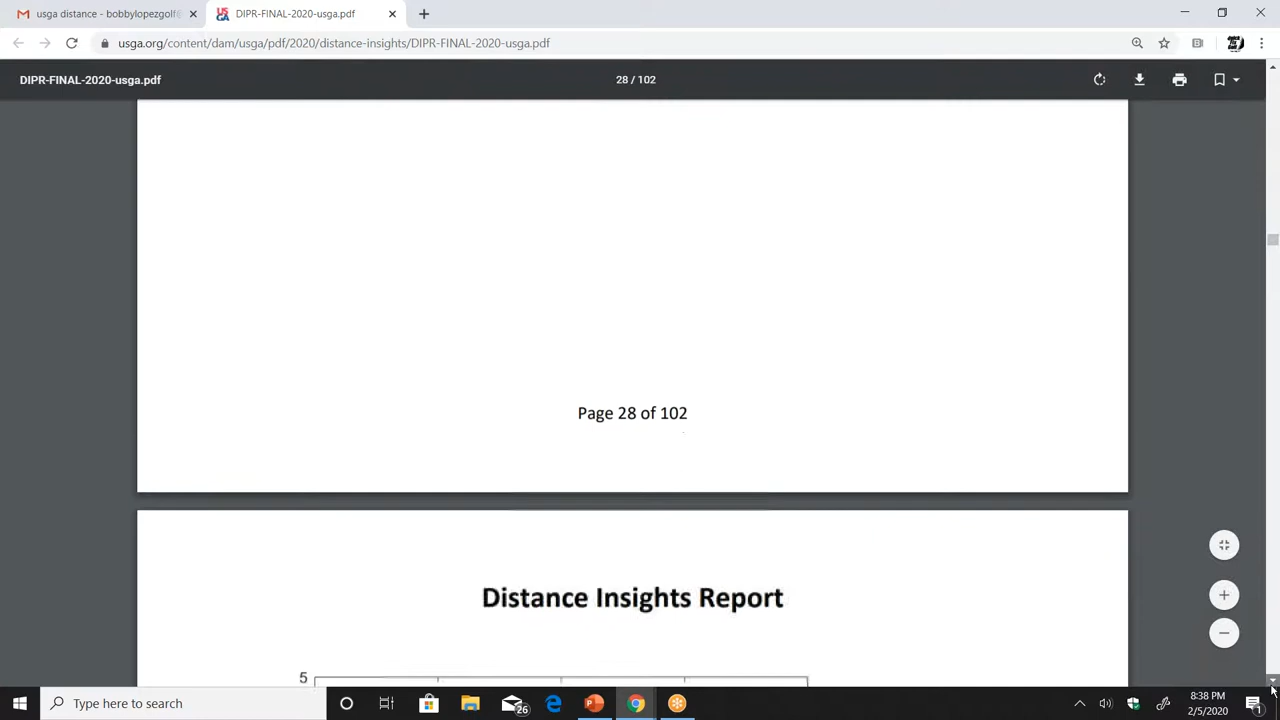 usga distance - bobbylopezgolf@
DIPR-FINAL-2020-usga.pdf
usga.org/content/dam/usga/pdf/2020/distance-insights/DIPR-FINAL-2020-usga.pdf
DIPR-FINAL-2020-usga.pdf
28 / 102
Page 28 of 102
Distance Insights Report
5
Type here to search
26
8:38 PM
2/5/2020
1